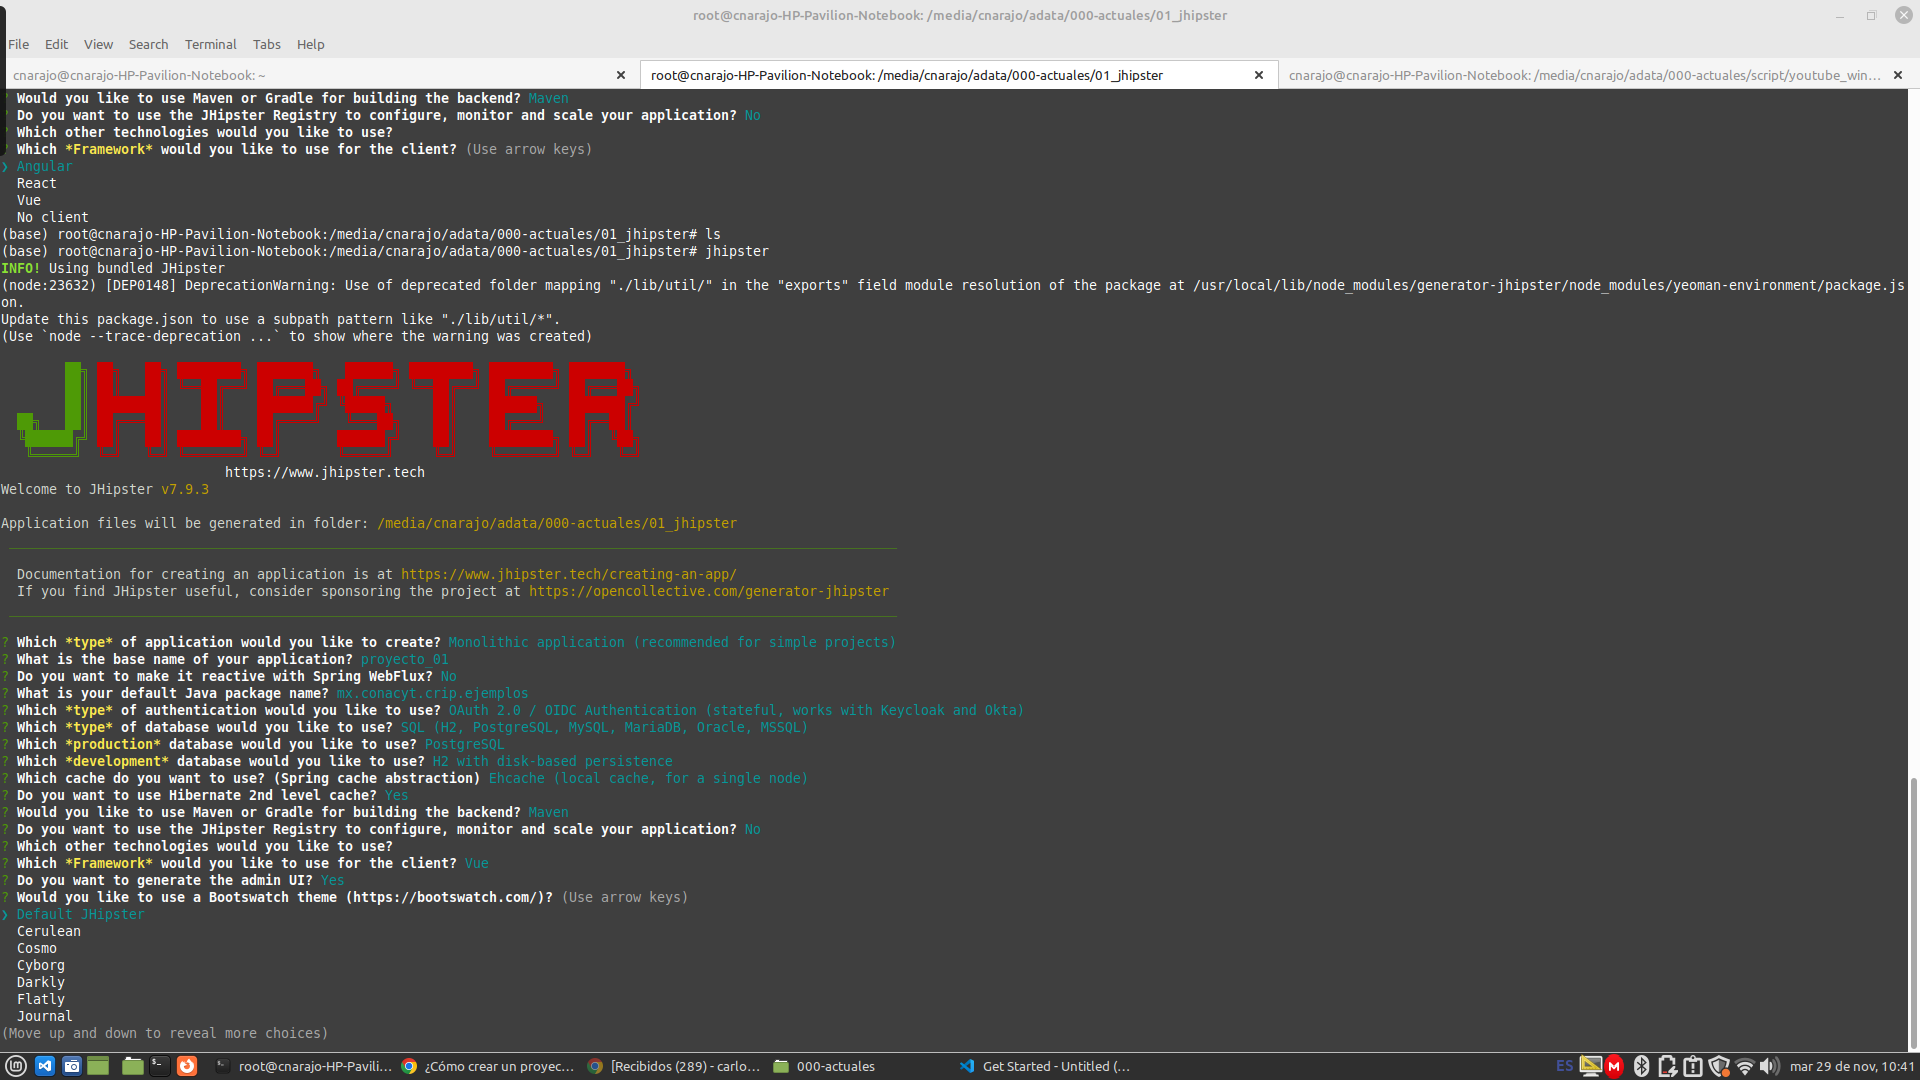 root@cnarajo-HP-Pavilion-Notebook: /media/cnarajo/adata/000-actuales/01_jhipster
File Edit View Search Terminal Tabs Help
cnarajo@cnarajo-HP-Pavilion-Notebook: ~
root@cnarajo-HP-Pavilion-Notebook: /media/cnarajo/adata/000-actuales/01_jhipster
cnarajo@cnarajo-HP-Pavilion-Notebook: /media/cnarajo/adata/000-actuales/script/youtube_win...
? Would you like to use Maven or Gradle for building the backend? Maven
Do you want to use the JHipster Registry to configure, monitor and scale your application? No
Which other technologies would you like to use?
Which *Framework* would you like to use for the client? (Use arrow keys)
❯ Angular
React
Vue
No client
(base) root@cnarajo-HP-Pavilion-Notebook:/media/cnarajo/adata/000-actuales/01_jhipster# ls
(base) root@cnarajo-HP-Pavilion-Notebook:/media/cnarajo/adata/000-actuales/01_jhipster# jhipster
INFO! Using bundled JHipster
(node:23632) [DEP0148] DeprecationWarning: Use of deprecated folder mapping "./lib/util/" in the "exports" field module resolution of the package at /usr/local/lib/node_modules/generator-jhipster/node_modules/yeoman-environment/package.js
on.
Update this package.json to use a subpath pattern like "./lib/util/*".
(Use `node --trace-deprecation ...` to show where the warning was created)
JHIPSTER
https://www.jhipster.tech
Welcome to JHipster v7.9.3
Application files will be generated in folder: /media/cnarajo/adata/000-actuales/01_jhipster
Documentation for creating an application is at https://www.jhipster.tech/creating-an-app/
If you find JHipster useful, consider sponsoring the project at https://opencollective.com/generator-jhipster
? Which *type* of application would you like to create? Monolithic application (recommended for simple projects)
? What is the base name of your application? proyecto_01
? Do you want to make it reactive with Spring WebFlux? No
? What is your default Java package name? mx.conacyt.crip.ejemplos
? Which *type* of authentication would you like to use? OAuth 2.0 / OIDC Authentication (stateful, works with Keycloak and Okta)
? Which *type* of database would you like to use? SQL (H2, PostgreSQL, MySQL, MariaDB, Oracle, MSSQL)
? Which *production* database would you like to use? PostgreSQL
? Which *development* database would you like to use? H2 with disk-based persistence
? Which cache do you want to use? (Spring cache abstraction) Ehcache (local cache, for a single node)
? Do you want to use Hibernate 2nd level cache? Yes
? Would you like to use Maven or Gradle for building the backend? Maven
? Do you want to use the JHipster Registry to configure, monitor and scale your application? No
? Which other technologies would you like to use?
? Which *Framework* would you like to use for the client? Vue
? Do you want to generate the admin UI? Yes
? Would you like to use a Bootswatch theme (https://bootswatch.com/)? (Use arrow keys)
❯ Default JHipster
Cerulean
Cosmo
Cyborg
Darkly
Flatly
Journal
(Move up and down to reveal more choices)
root@cnarajo-HP-Pavili... ¿Cómo crear un proyec... [Recibidos (289) - carlo... 000-actuales Get Started - Untitled (... ES mar 29 de nov, 10:41